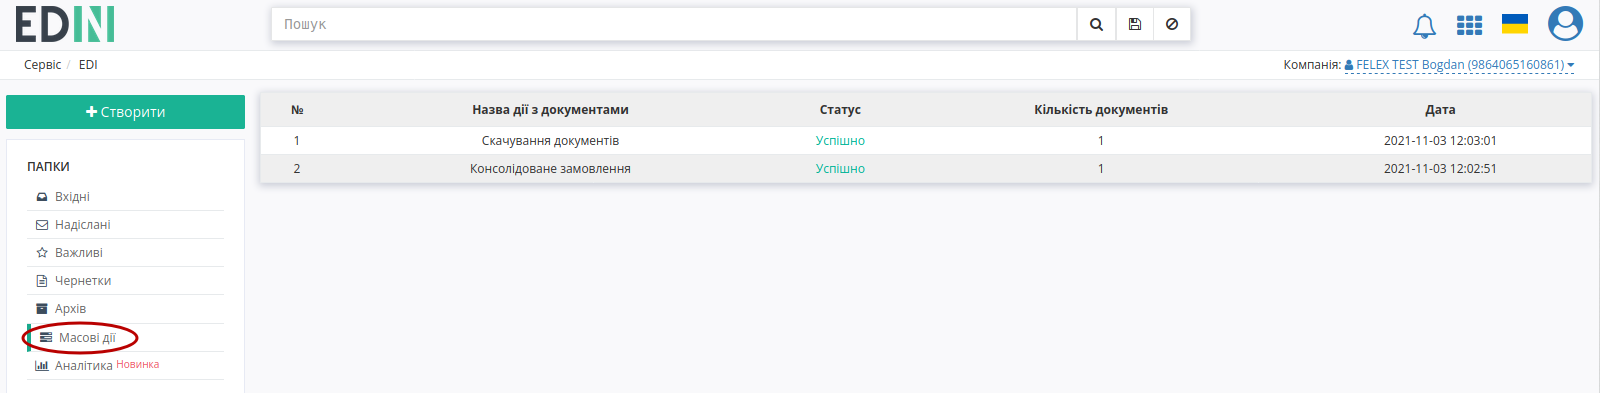 EDIN
Пошук
Сервіс / EDI
Компанія: FELEX TEST Bogdan (9864065160861)
Створити
ПАПКИ
Вхідні
Надіслані
Важливі
Чернетки
Архів
Масові дії
Аналітика Новинка
№ Назва дії з документами Статус Кількість документів Дата
1 Скачування документів Успішно 1 2021-11-03 12:03:01
2 Консолідоване замовлення Успішно 1 2021-11-03 12:02:51